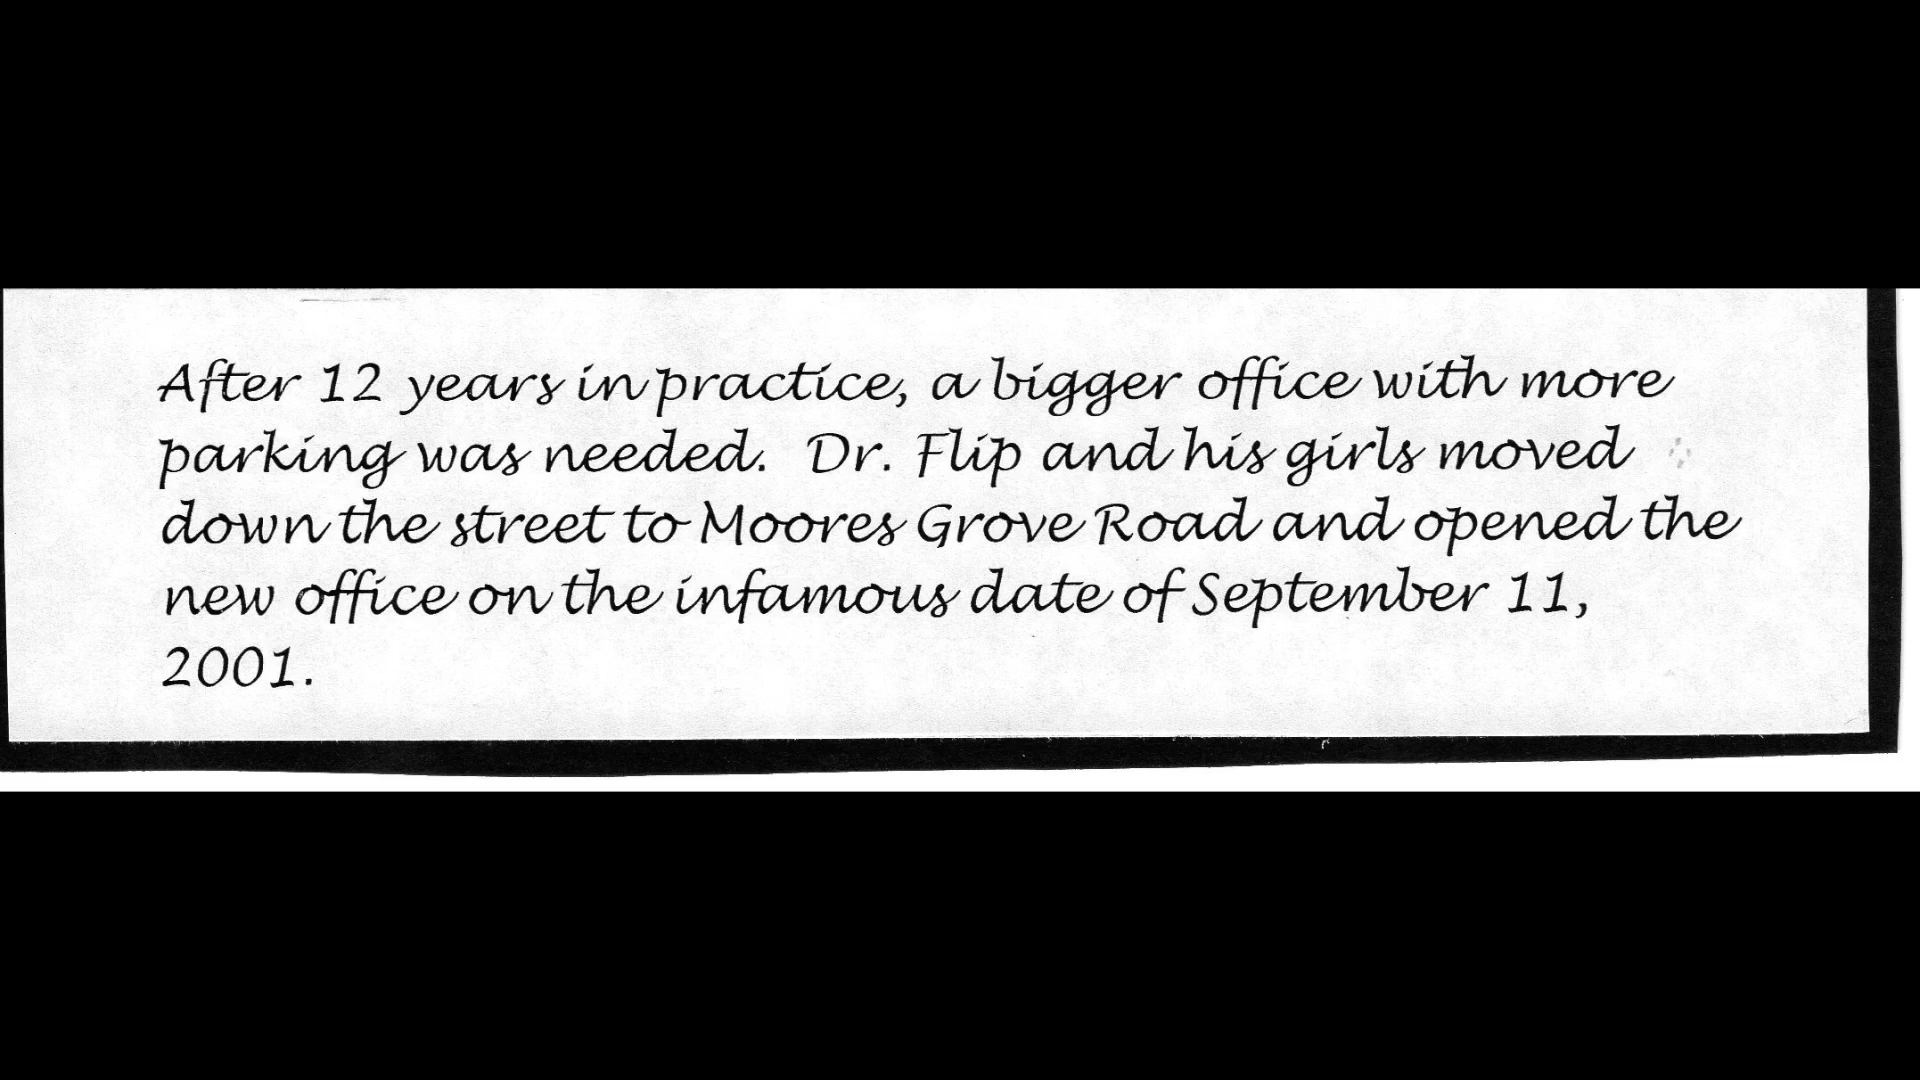 After 12 years in practice, a bigger office with more
parking was needed.  Dr. Flip and his girls moved
down the street to Moores Grove Road and opened the
new office on the infamous date of September 11,
2001.